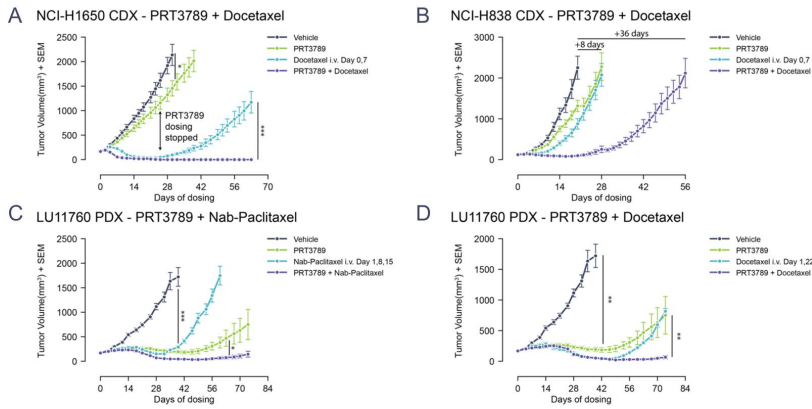 A NCI-H1650 CDX - PRT3789 + Docetaxel
Tumor Volume(mm³) + SEM
2500
2000
1500
1000
500
0
0 14 28 42 56 70
Days of dosing
*
PRT3789
dosing
stopped
***
Vehicle
PRT3789
Docetaxel i.v. Day 0,7
PRT3789 + Docetaxel
B NCI-H838 CDX - PRT3789 + Docetaxel
Tumor Volume(mm³) + SEM
3000
2000
1000
0
0 14 28 42 56
Days of dosing
+36 days
+8 days
Vehicle
PRT3789
Docetaxel i.v. Day 0,7
PRT3789 + Docetaxel
C LU11760 PDX - PRT3789 + Nab-Paclitaxel
Tumor Volume(mm³) + SEM
2500
2000
1500
1000
500
0
0 14 28 42 56 70 84
Days of dosing
***
*
Vehicle
PRT3789
Nab-Paclitaxel i.v. Day 1,8,15
PRT3789 + Nab-Paclitaxel
D LU11760 PDX - PRT3789 + Docetaxel
Tumor Volume(mm³) + SEM
2000
1500
1000
500
0
0 14 28 42 56 70 84
Days of dosing
**
**
Vehicle
PRT3789
Docetaxel i.v. Day 1,22
PRT3789 + Docetaxel